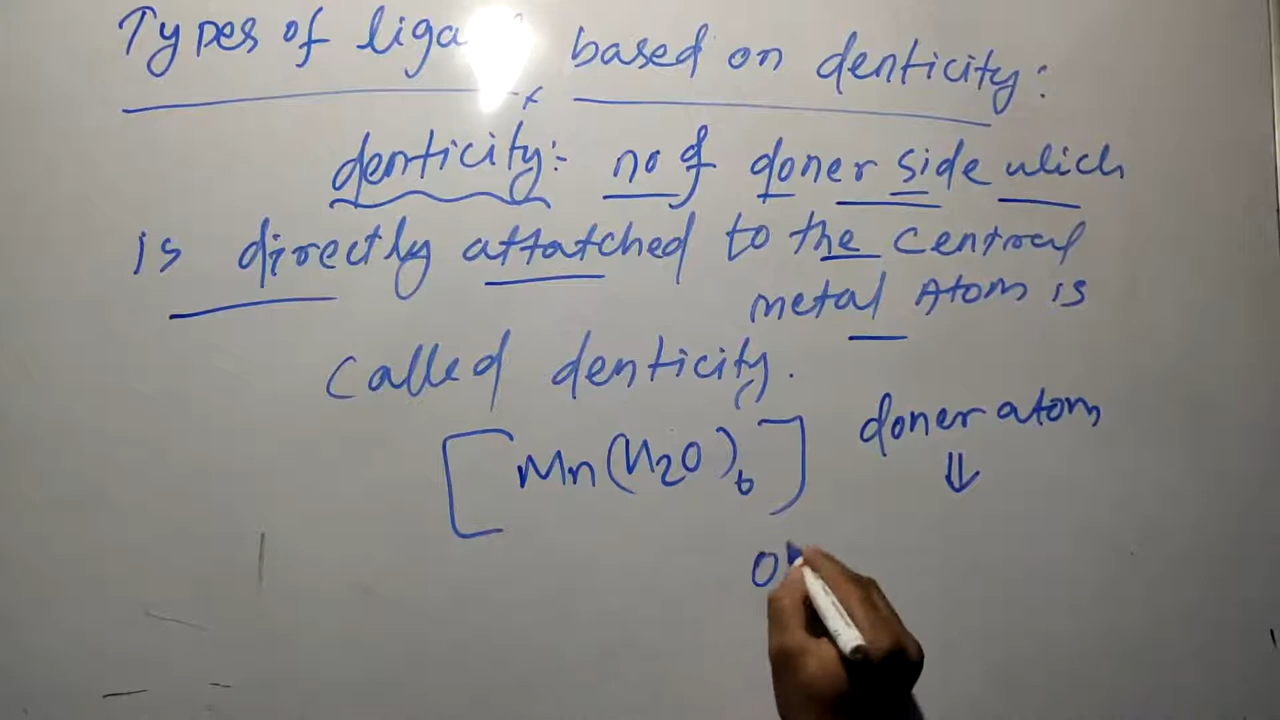 Types of liga based on denticity:
denticity:- no of doner side which
is directly attatched to the central
metal Atom is
called denticity.
doner atom
[Mn(H2O)6]
⇓
O